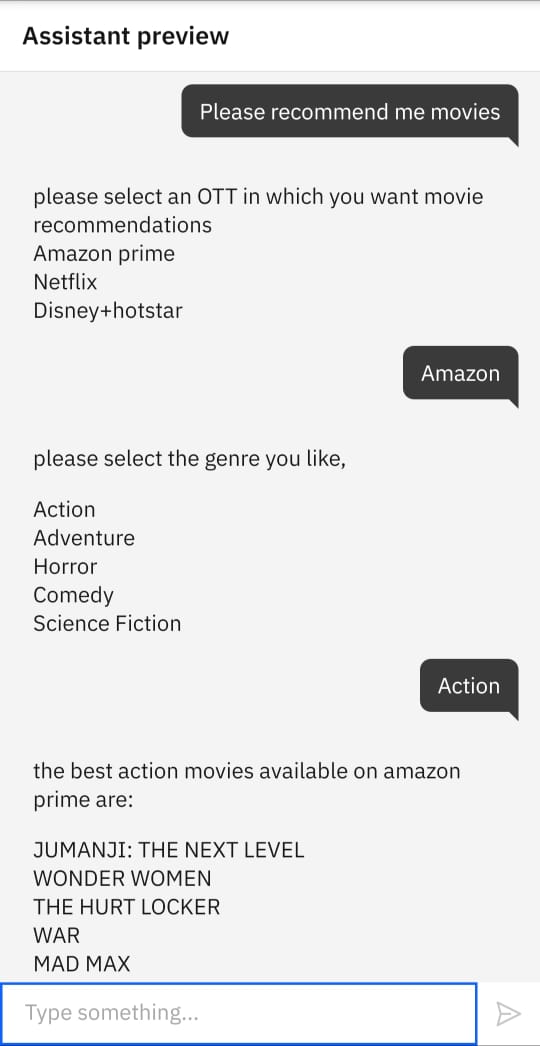 Assistant preview
Please recommend me movies
please select an OTT in which you want movie
recommendations
Amazon prime
Netflix
Disney+hotstar
Amazon
please select the genre you like,
Action
Adventure
Horror
Comedy
Science Fiction
Action
the best action movies available on amazon
prime are:
JUMANJI: THE NEXT LEVEL
WONDER WOMEN
THE HURT LOCKER
WAR
MAD MAX
Type something...